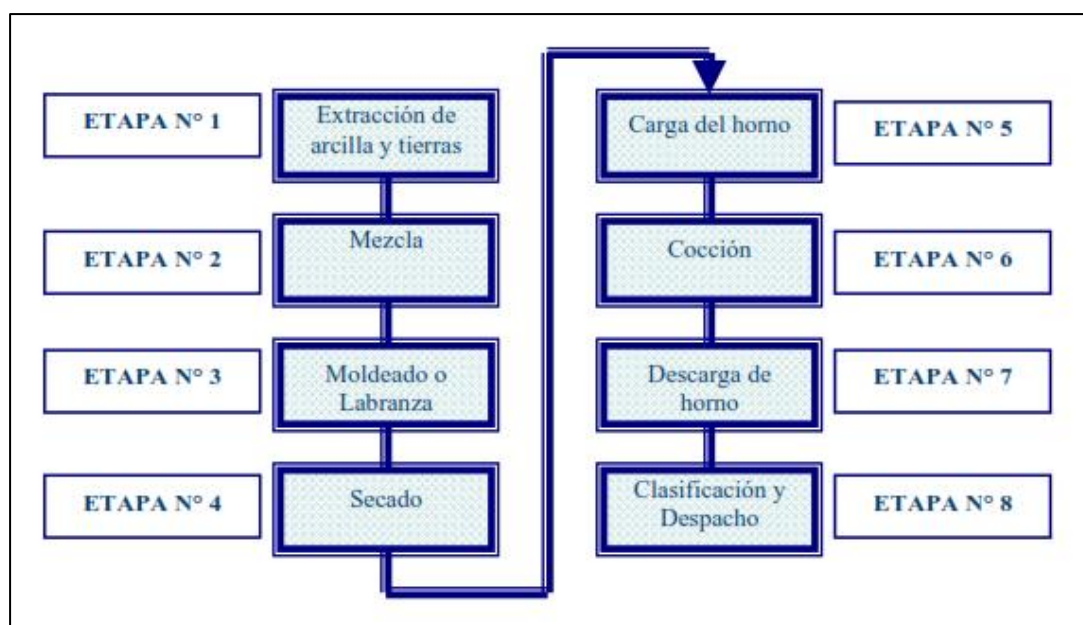 ETAPA N° 1
Extracción de
arcilla y tierras
ETAPA N° 2
Mezcla
ETAPA N° 3
Moldeado o
Labranza
ETAPA N° 4
Secado
Carga del horno
ETAPA N° 5
Cocción
ETAPA N° 6
Descarga de
horno
ETAPA N° 7
Clasificación y
Despacho
ETAPA N° 8